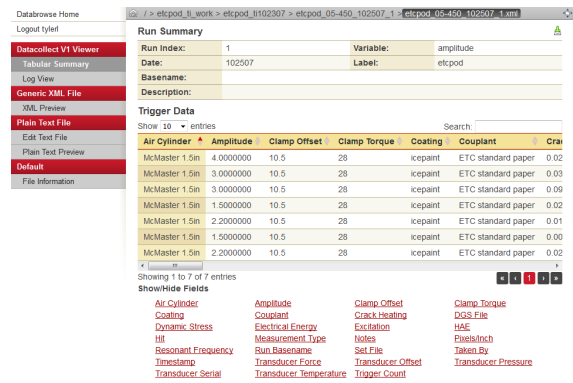 Databrowse Home
Logout tylerl
Datacollect V1 Viewer
Tabular Summary
Log View
Generic XML File
XML Preview
Plain Text File
Edit Text File
Plain Text Preview
Default
File Information
/ > etcpod_ti_work > etcpod_ti102307 > etcpod_05-450_102507_1 > etcpod_05-450_102507_1.xml
Run Summary
Run Index: 1 Variable: amplitude
Date: 102507 Label: etcpod
Basename:
Description:
Trigger Data
Show 10 entries Search:
Air Cylinder Amplitude Clamp Offset Clamp Torque Coating Couplant Crac
McMaster 1.5in 4.0000000 10.5 28 icepaint ETC standard paper 0.02
McMaster 1.5in 3.0000000 10.5 28 icepaint ETC standard paper 0.03
McMaster 1.5in 3.0000000 10.5 28 icepaint ETC standard paper 0.09
McMaster 1.5in 1.5000000 10.5 28 icepaint ETC standard paper 0.02
McMaster 1.5in 2.2000000 10.5 28 icepaint ETC standard paper 0.01
McMaster 1.5in 1.5000000 10.5 28 icepaint ETC standard paper 0.00
McMaster 1.5in 2.2000000 10.5 28 icepaint ETC standard paper 0.02
Showing 1 to 7 of 7 entries « ‹ 1 › »
Show/Hide Fields
Air Cylinder Amplitude Clamp Offset Clamp Torque
Coating Couplant Crack Heating DGS File
Dynamic Stress Electrical Energy Excitation HAE
Hit Measurement Type Notes Pixels/Inch
Resonant Frequency Run Basename Set File Taken By
Timestamp Transducer Force Transducer Offset Transducer Pressure
Transducer Serial Transducer Temperature Trigger Count